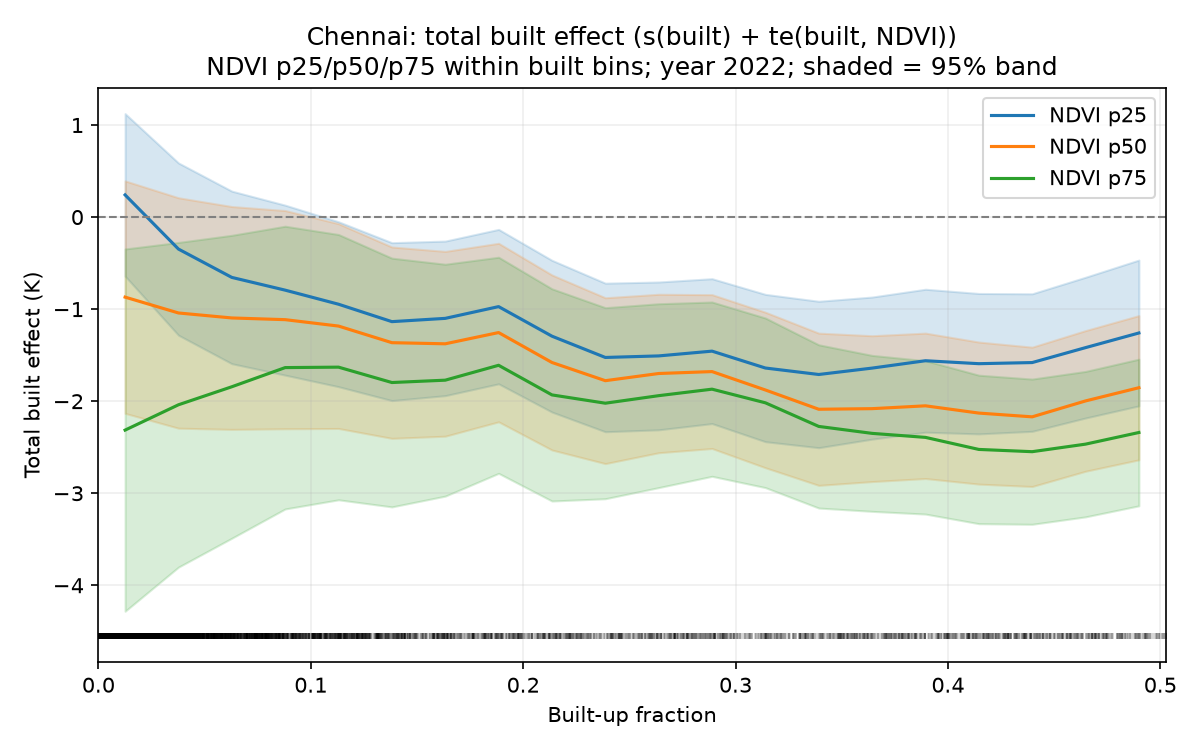 Chennai: total built effect (s(built) + te(built, NDVI))
NDVI p25/p50/p75 within built bins; year 2022; shaded = 95% band
NDVI p25
NDVI p50
NDVI p75
Total built effect (K)
1
0
−1
−2
−3
−4
0.0 0.1 0.2 0.3 0.4 0.5
Built-up fraction